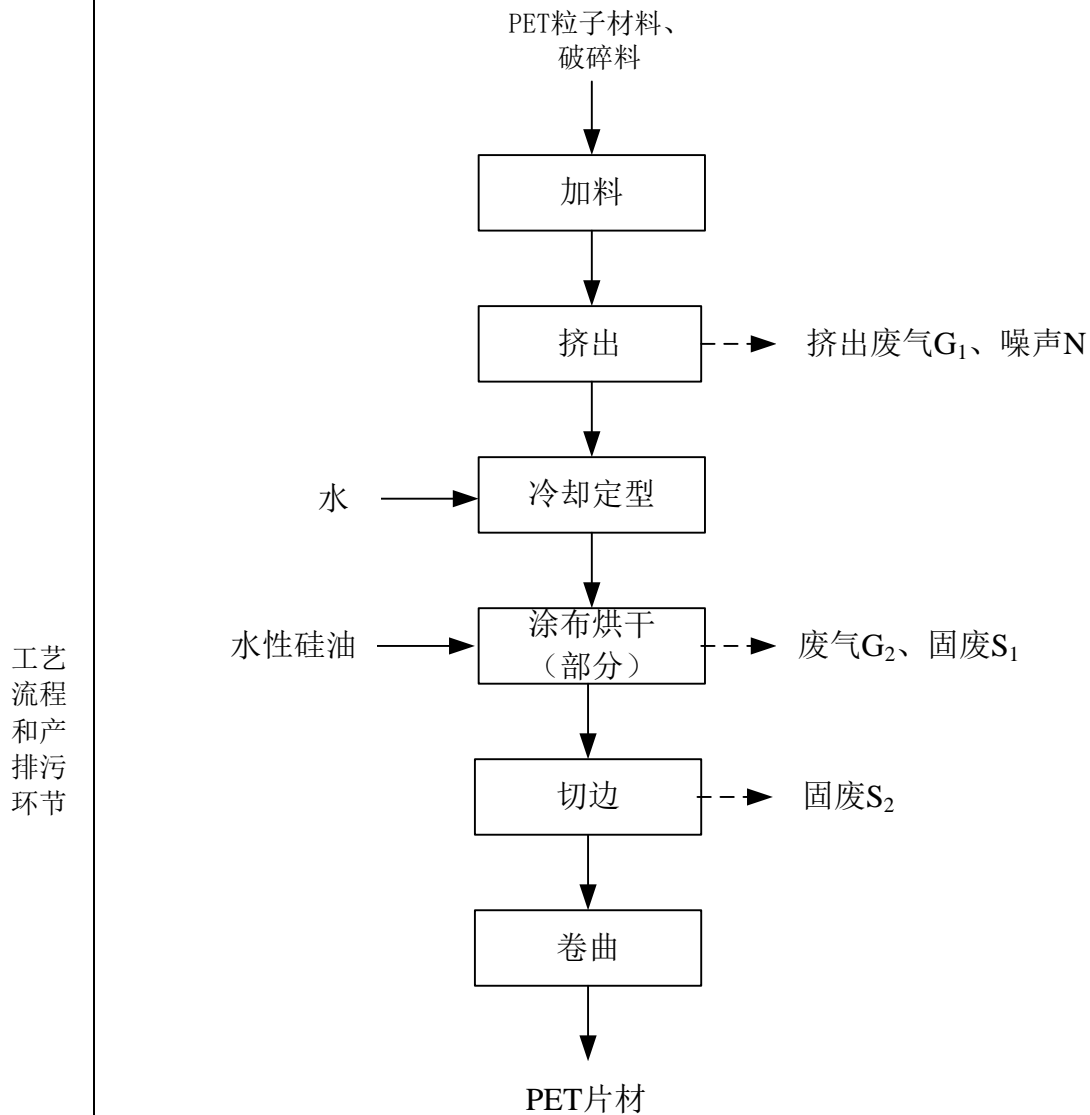 PET粒子材料、
破碎料
加料
挤出
挤出废气G₁、噪声N
水
冷却定型
水性硅油
涂布烘干
（部分）
废气G₂、固废S₁
工艺
流程
和产
排污
环节
切边
固废S₂
卷曲
PET片材